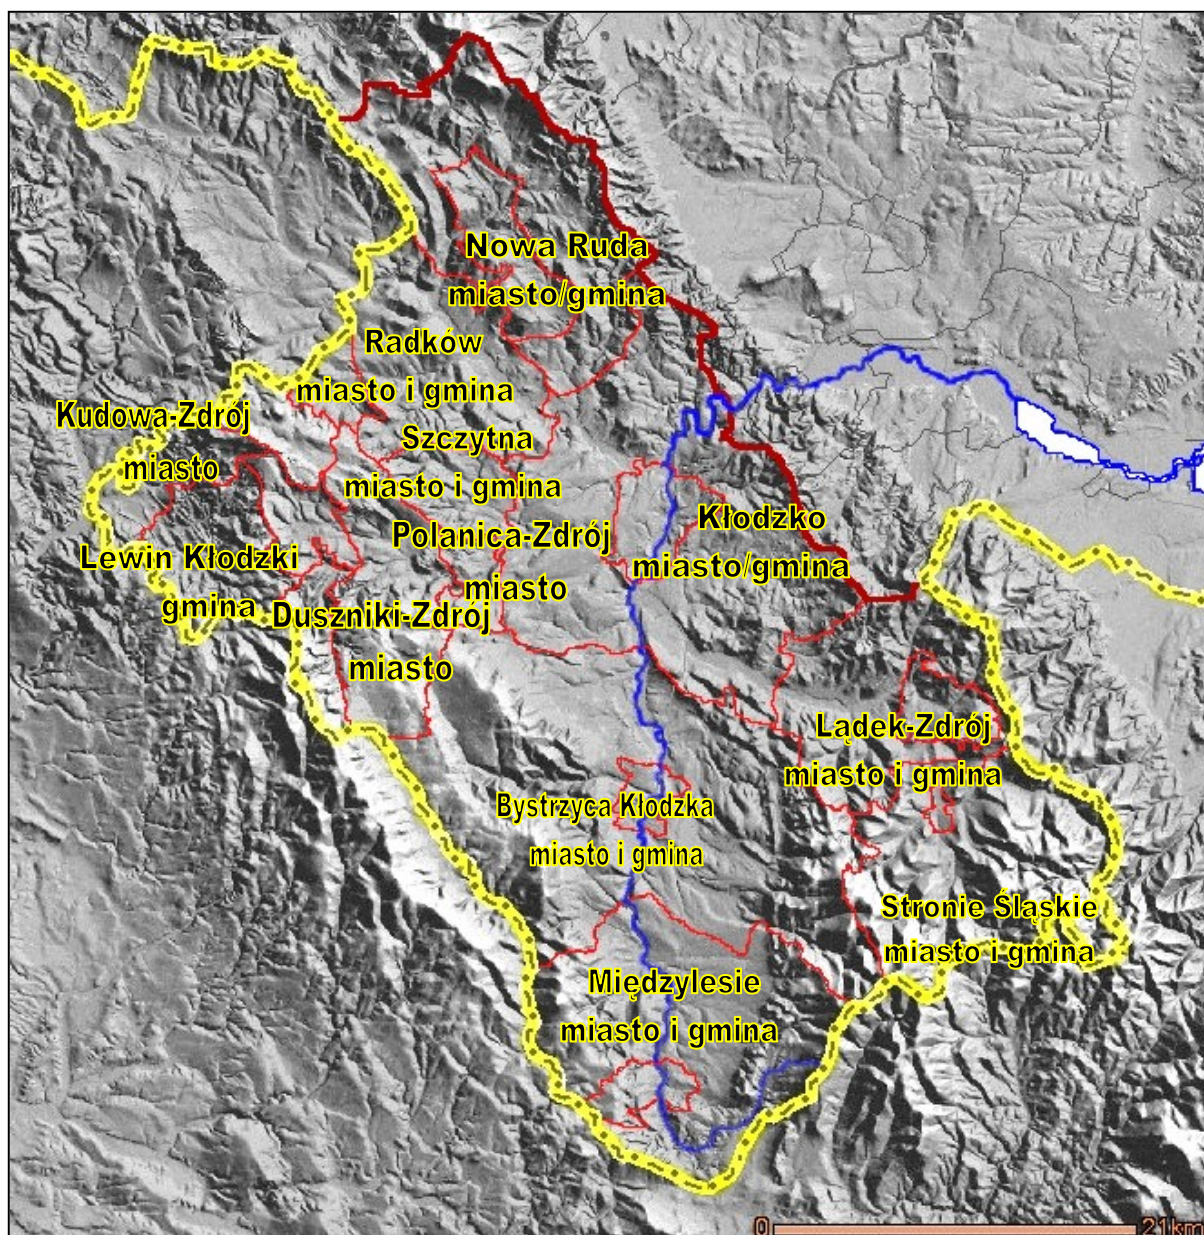 Nowa Ruda
miasto/gmina
Radków
miasto i gmina
Kudowa-Zdrój
miasto
Szczytna
miasto i gmina
Polanica-Zdrój
miasto
Kłodzko
miasto/gmina
Lewin Kłodzki
gmina
Duszniki-Zdrój
miasto
Lądek-Zdrój
miasto i gmina
Bystrzyca Kłodzka
miasto i gmina
Stronie Śląskie
miasto i gmina
Międzylesie
miasto i gmina
0 21km